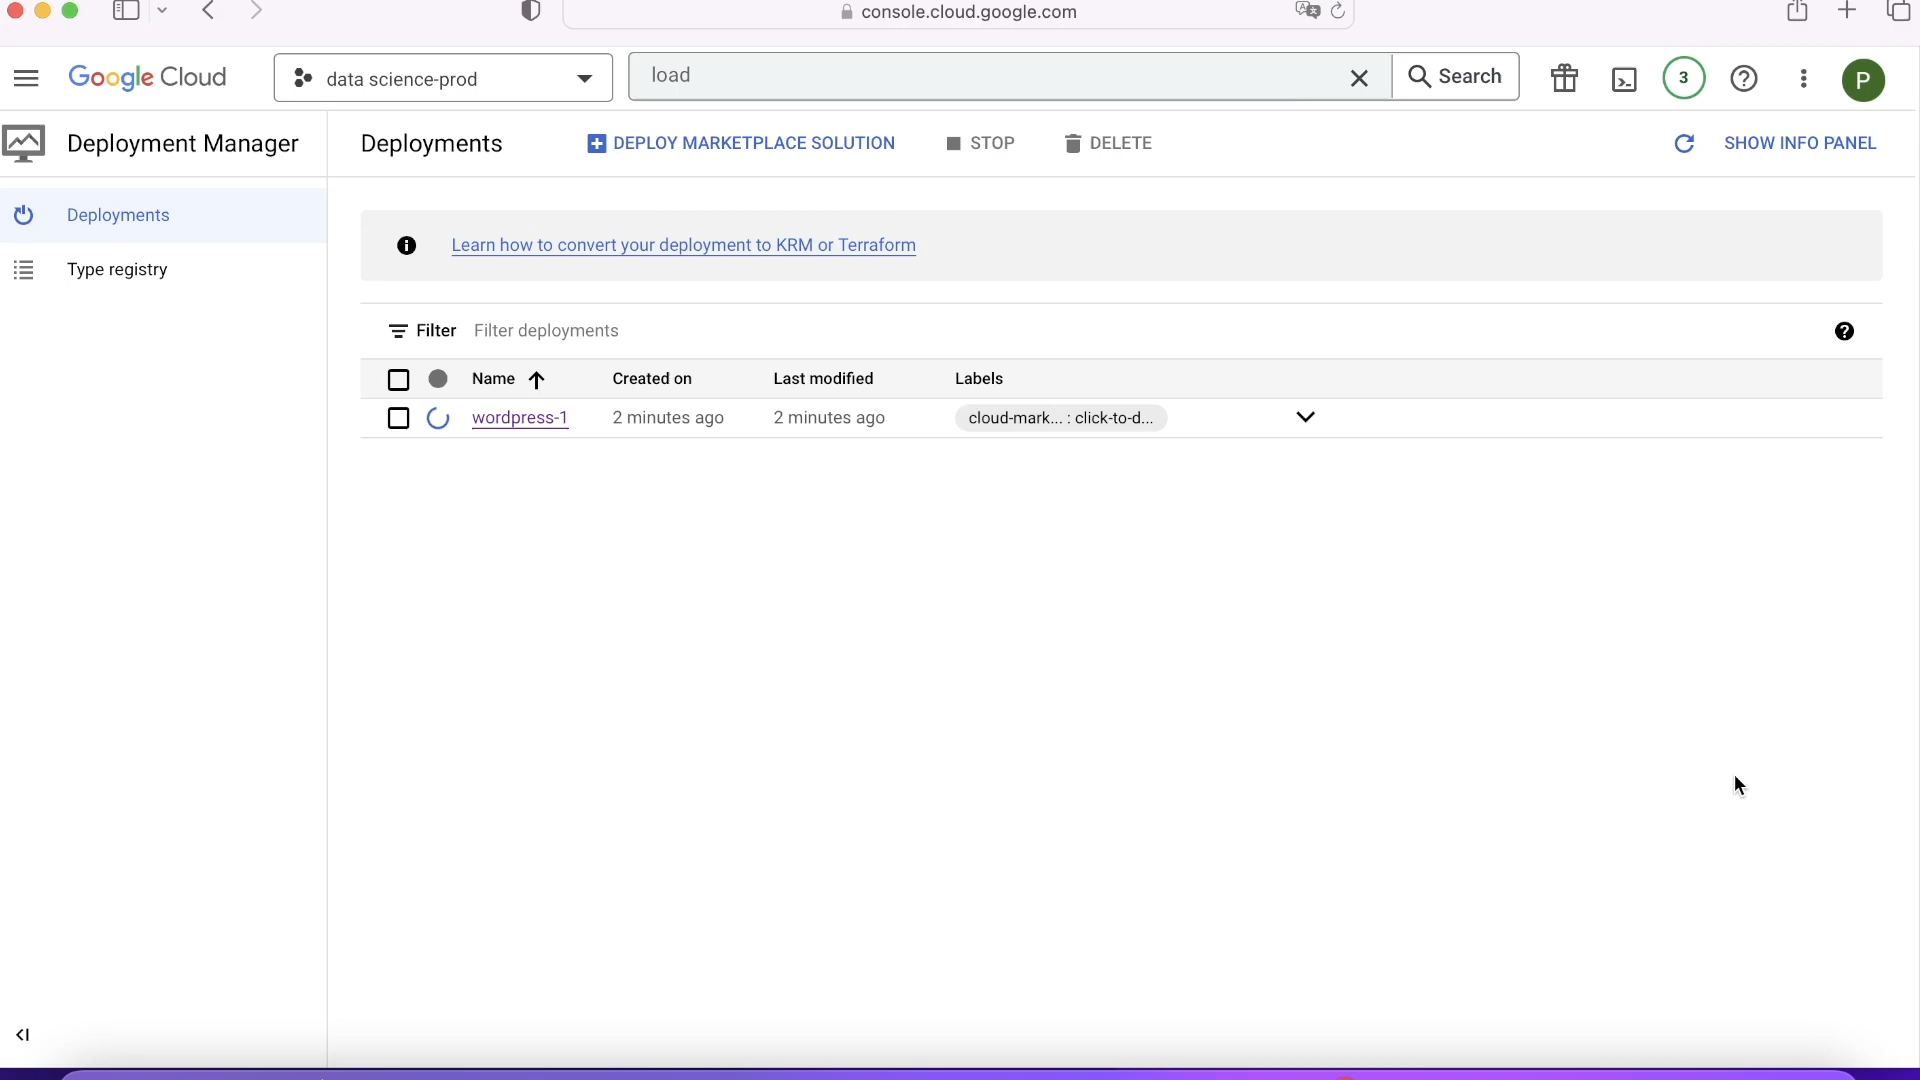 console.cloud.google.com
Google Cloud
data science-prod
load
Search
3
P
Deployment Manager
Deployments
DEPLOY MARKETPLACE SOLUTION
STOP
DELETE
SHOW INFO PANEL
Deployments
Type registry
Learn how to convert your deployment to KRM or Terraform
Filter Filter deployments
Name Created on Last modified Labels
wordpress-1 2 minutes ago 2 minutes ago cloud-mark... : click-to-d...